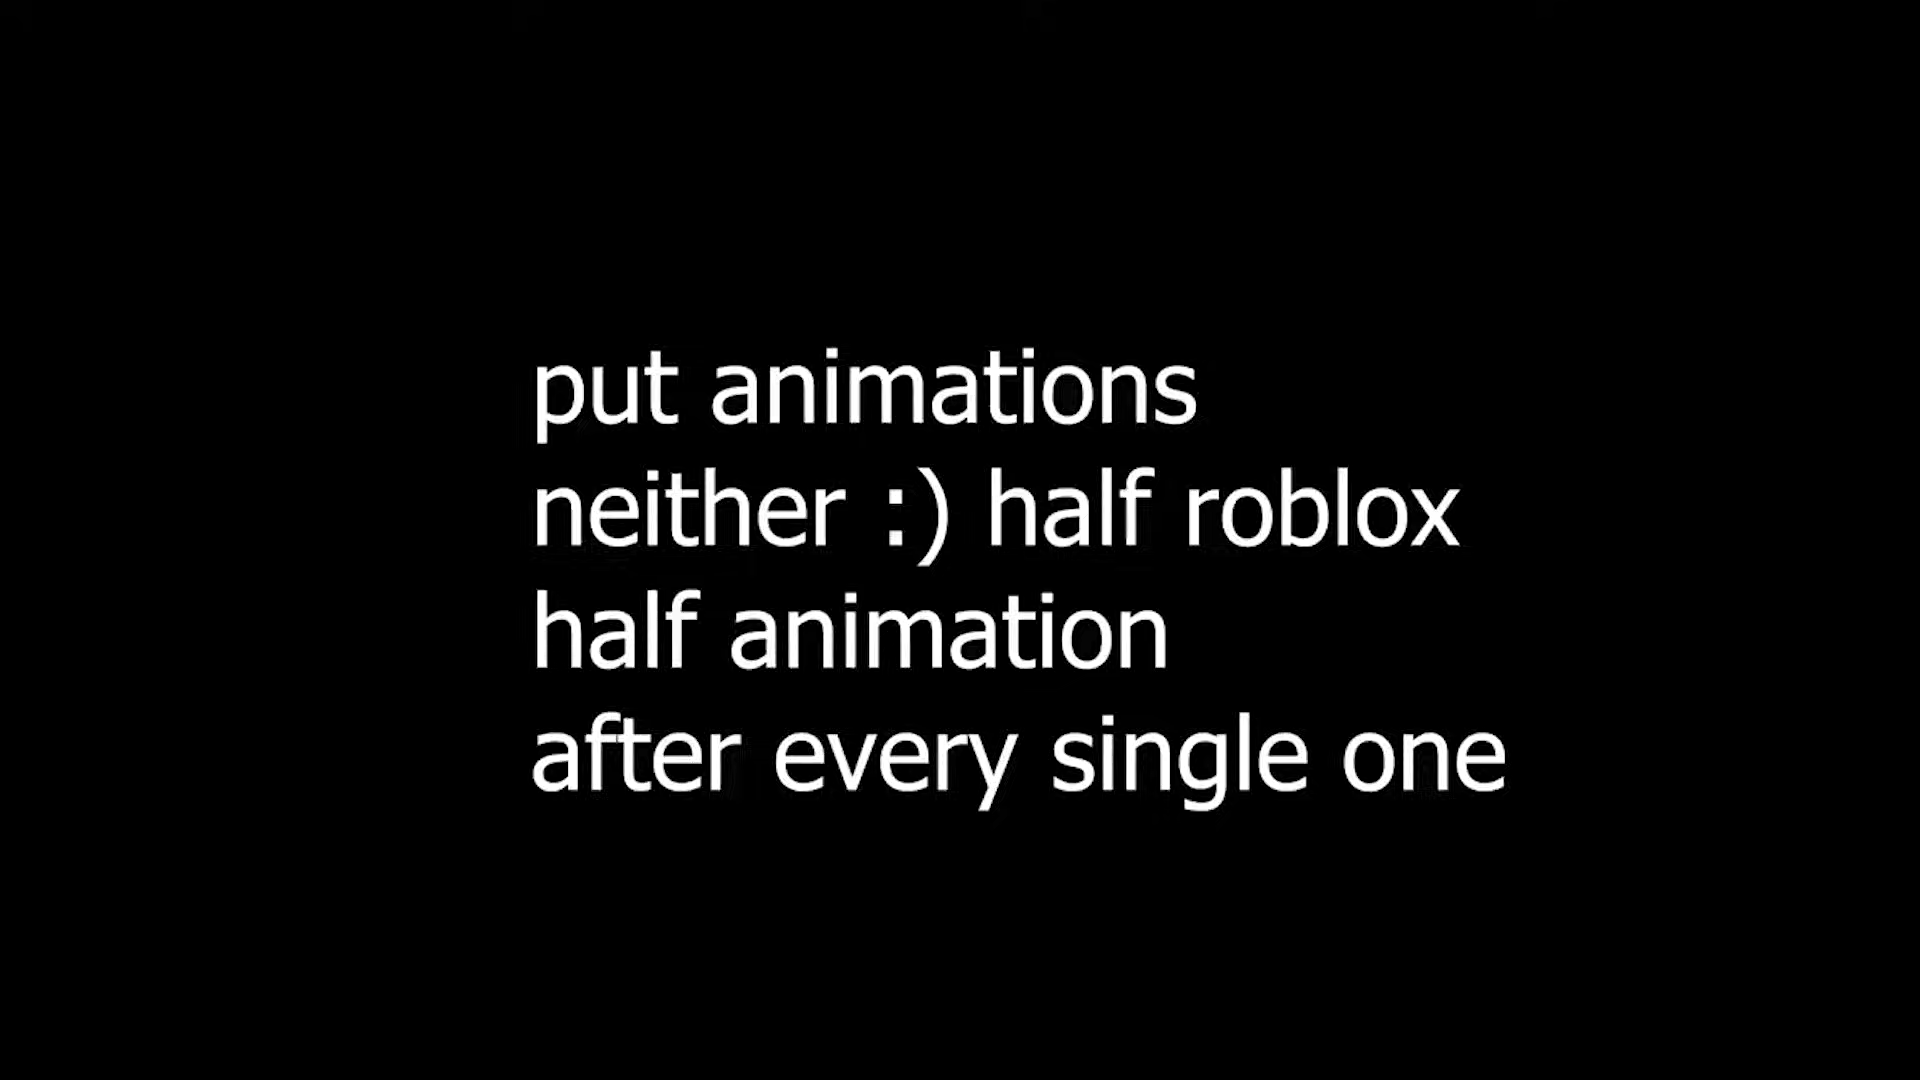 put animations
neither :) half roblox
half animation
after every single one